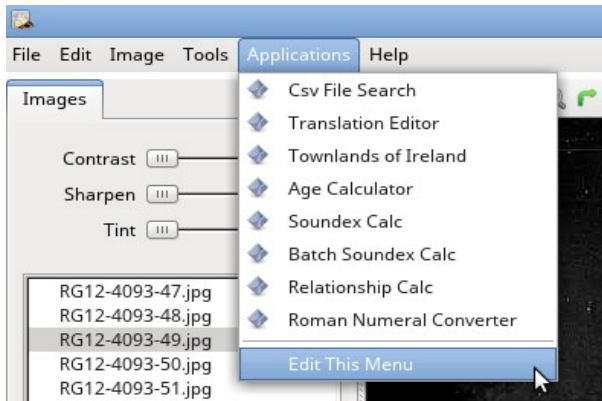 File Edit Image Tools Applications Help
Images
Contrast
Sharpen
Tint
RG12-4093-47.jpg
RG12-4093-48.jpg
RG12-4093-49.jpg
RG12-4093-50.jpg
RG12-4093-51.jpg
Csv File Search
Translation Editor
Townlands of Ireland
Age Calculator
Soundex Calc
Batch Soundex Calc
Relationship Calc
Roman Numeral Converter
Edit This Menu